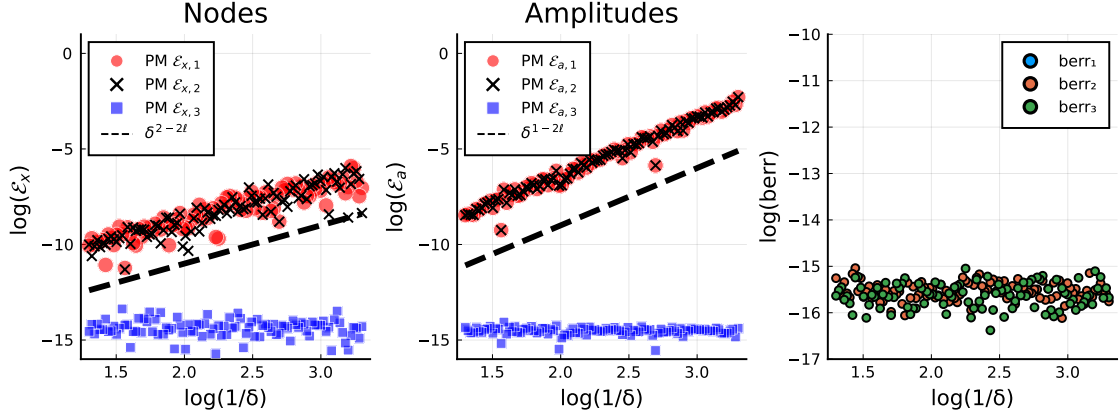 Nodes
0
−5
−10
−15
log(ℰₓ)
PM ℰₓ,₁
PM ℰₓ,₂
PM ℰₓ,₃
δ²⁻²ℓ
1.5
2.0
2.5
3.0
log(1/δ)
Amplitudes
0
−5
−10
−15
log(ℰₐ)
PM ℰₐ,₁
PM ℰₐ,₂
PM ℰₐ,₃
δ¹⁻²ℓ
1.5
2.0
2.5
3.0
log(1/δ)
−10
−11
−12
−13
−14
−15
−16
−17
log(berr)
berr₁
berr₂
berr₃
1.5
2.0
2.5
3.0
log(1/δ)